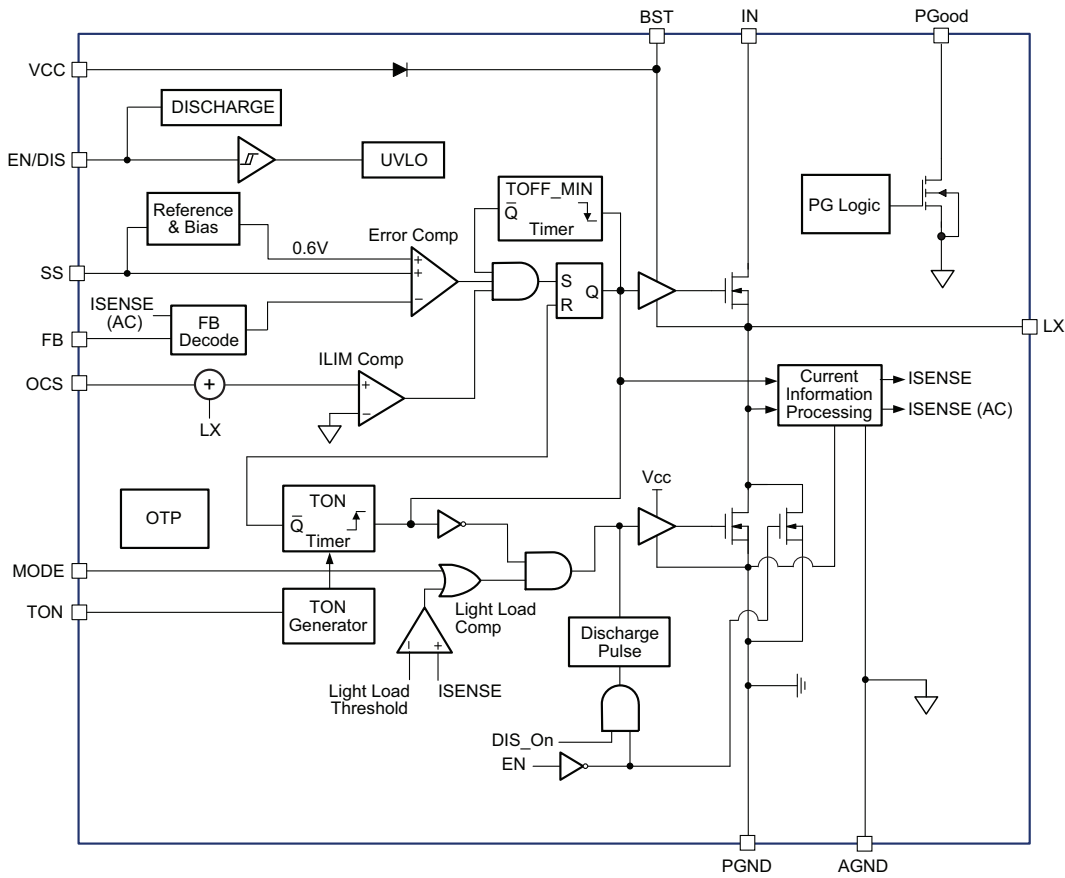 BST
IN
PGood
VCC
DISCHARGE
EN/DIS
UVLO
TOFF_MIN
Q̅
Timer
PG Logic
Reference
& Bias
Error Comp
0.6V
SS
+
+
−
S
Q
R
ISENSE
(AC)
FB
FB
Decode
LX
ILIM Comp
OCS
+
+
−
LX
Current
Information
Processing
ISENSE
ISENSE (AC)
Vcc
OTP
TON
Q̅
Timer
MODE
TON
TON
Generator
Light Load
Comp
−
+
Light Load
Threshold
ISENSE
Discharge
Pulse
DIS_On
EN
PGND
AGND